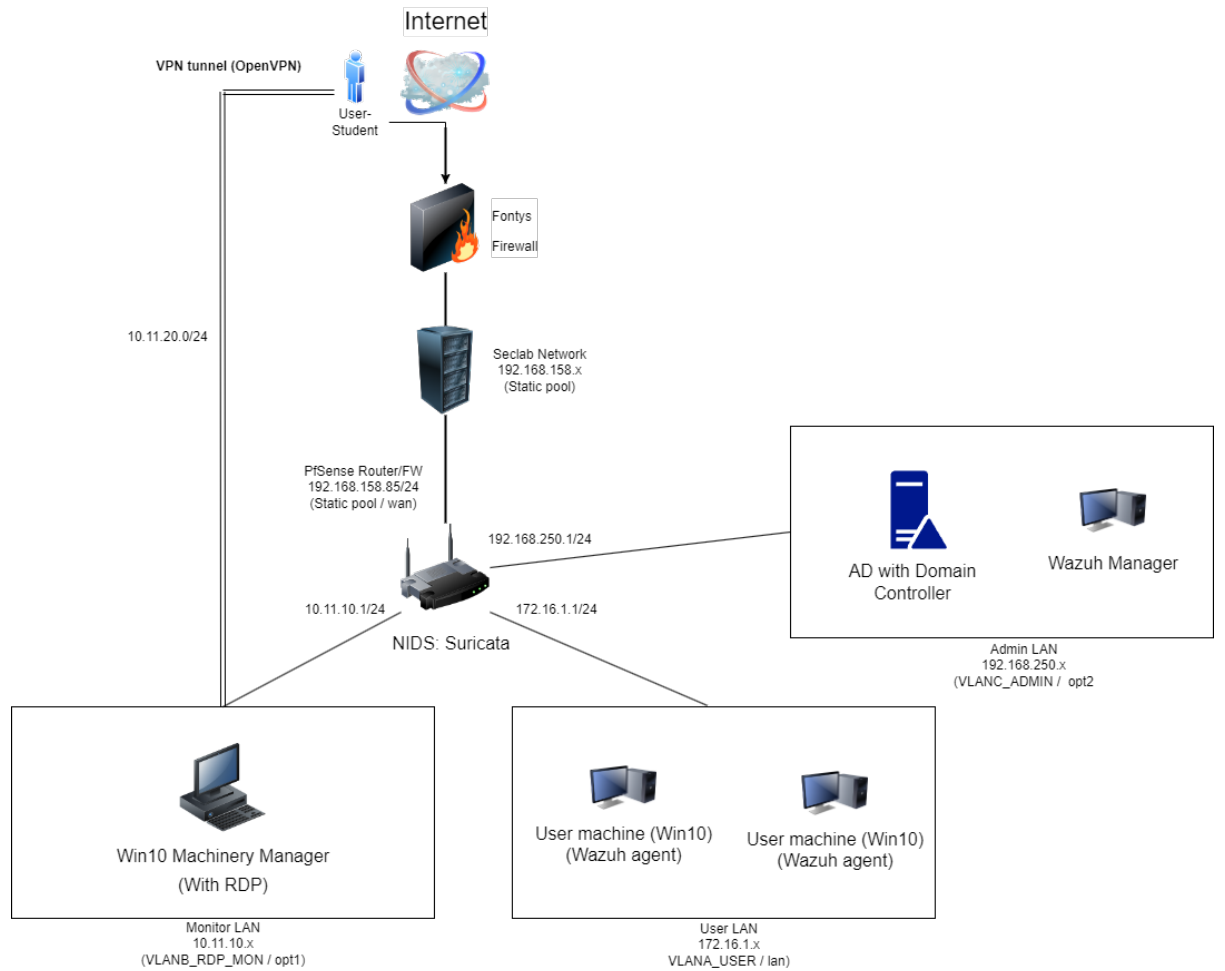 Internet
VPN tunnel (OpenVPN)
User-
Student
Fontys
Firewall
10.11.20.0/24
Seclab Network
192.168.158.x
(Static pool)
PfSense Router/FW
192.168.158.85/24
(Static pool / wan)
192.168.250.1/24
10.11.10.1/24
172.16.1.1/24
NIDS: Suricata
AD with Domain
Controller
Wazuh Manager
Admin LAN
192.168.250.x
(VLANC_ADMIN /  opt2
Win10 Machinery Manager
(With RDP)
Monitor LAN
10.11.10.x
(VLANB_RDP_MON / opt1)
User machine (Win10)
(Wazuh agent)
User machine (Win10)
(Wazuh agent)
User LAN
172.16.1.x
VLANA_USER / lan)